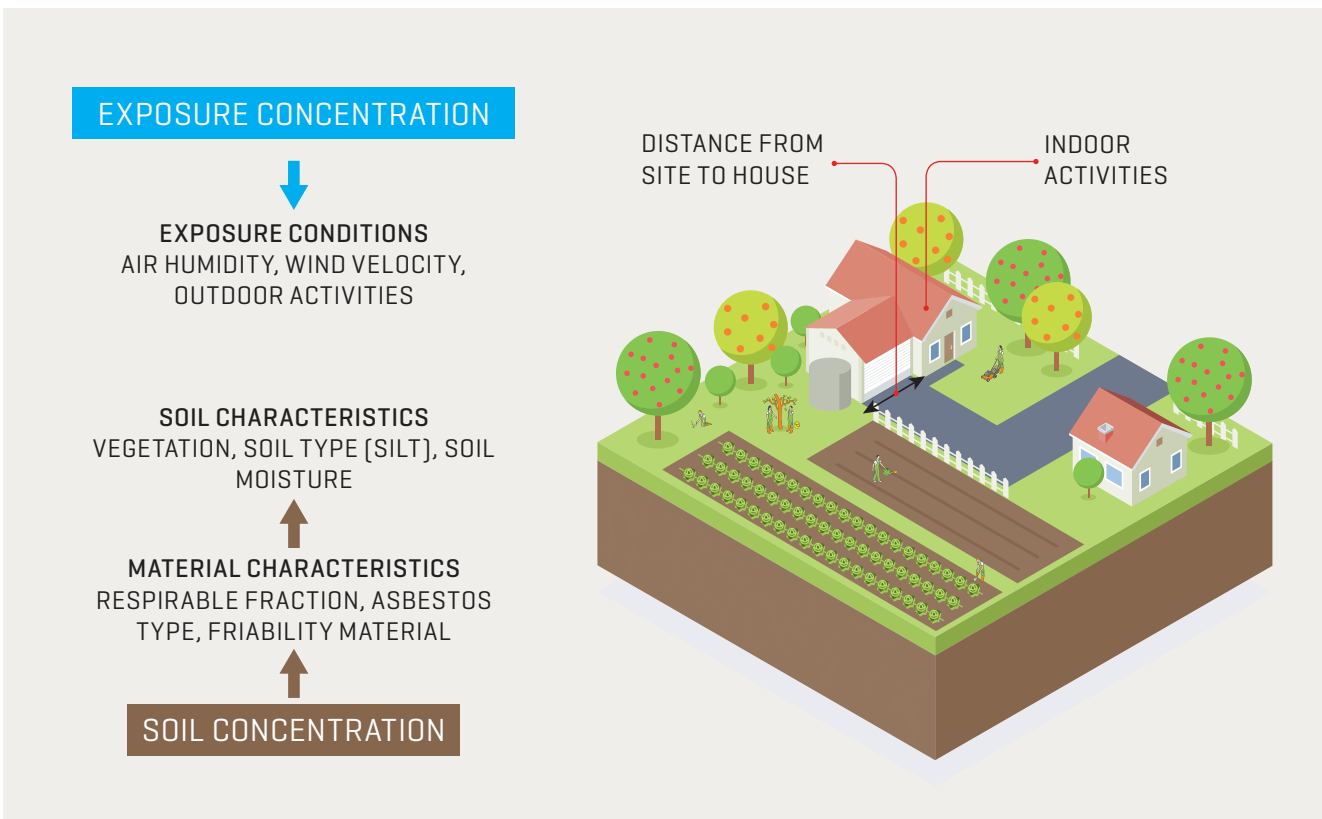 EXPOSURE CONCENTRATION
EXPOSURE CONDITIONS
AIR HUMIDITY, WIND VELOCITY,
OUTDOOR ACTIVITIES
SOIL CHARACTERISTICS
VEGETATION, SOIL TYPE (SILT), SOIL
MOISTURE
MATERIAL CHARACTERISTICS
RESPIRABLE FRACTION, ASBESTOS
TYPE, FRIABILITY MATERIAL
SOIL CONCENTRATION
DISTANCE FROM
SITE TO HOUSE
INDOOR
ACTIVITIES